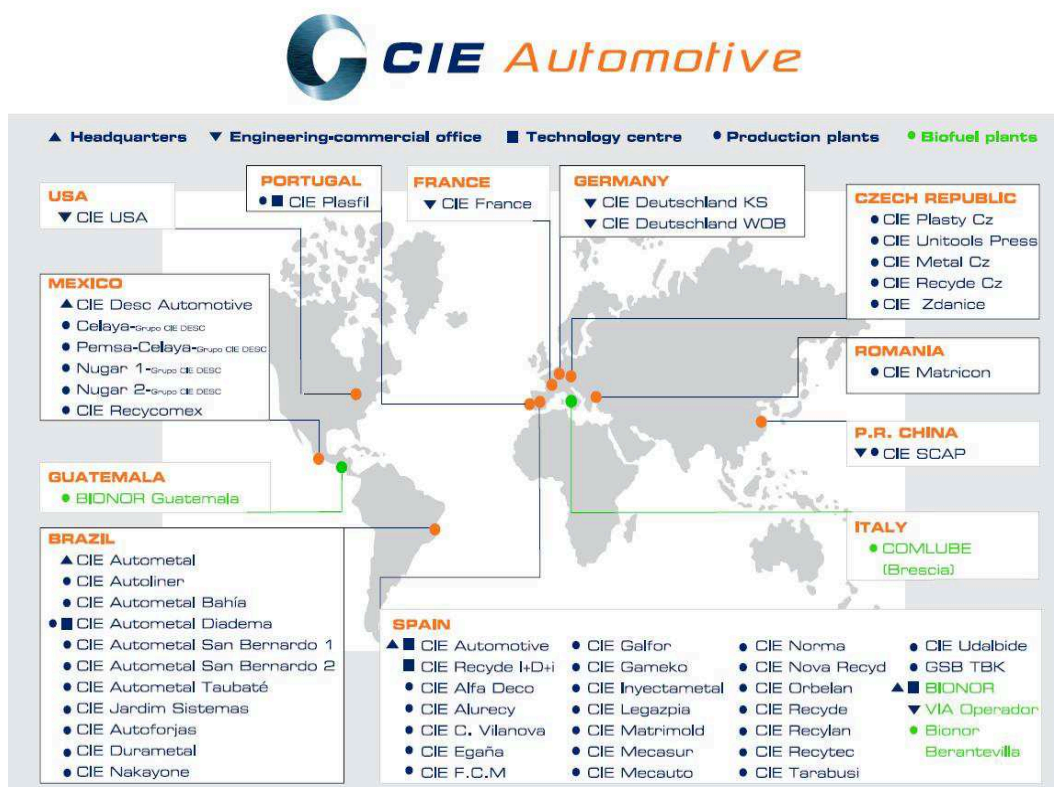 CIE Automotive
Headquarters Engineering-commercial office Technology centre Production plants Biofuel plants
USA
CIE USA
PORTUGAL
CIE Plasfil
FRANCE
CIE France
GERMANY
CIE Deutschland KS
CIE Deutschland WOB
CZECH REPUBLIC
CIE Plasty Cz
CIE Unitools Press
CIE Metal Cz
CIE Recyde Cz
CIE Zdanice
MEXICO
CIE Desc Automotive
Celaya-Grupo CIE DESC
Pemsa-Celaya-Grupo CIE DESC
Nugar 1-Grupo CIE DESC
Nugar 2-Grupo CIE DESC
CIE Recycomex
ROMANIA
CIE Matricon
P.R. CHINA
CIE SCAP
GUATEMALA
BIONOR Guatemala
ITALY
COMLUBE
(Brescia)
BRAZIL
CIE Autometal
CIE Autoliner
CIE Autometal Bahía
CIE Autometal Diadema
CIE Autometal San Bernardo 1
CIE Autometal San Bernardo 2
CIE Autometal Taubaté
CIE Jardim Sistemas
CIE Autoforjas
CIE Durametal
CIE Nakayone
SPAIN
CIE Automotive
CIE Recyde I+D+i
CIE Alfa Deco
CIE Alurecy
CIE C. Vilanova
CIE Egaña
CIE F.C.M
CIE Galfor
CIE Gameko
CIE Inyectametal
CIE Legazpia
CIE Matrimold
CIE Mecasur
CIE Mecauto
CIE Norma
CIE Nova Recyd
CIE Orbelan
CIE Recyde
CIE Recylan
CIE Recytec
CIE Tarabusi
CIE Udalbide
GSB TBK
BIONOR
VIA Operador
Bionor
Berantevilla